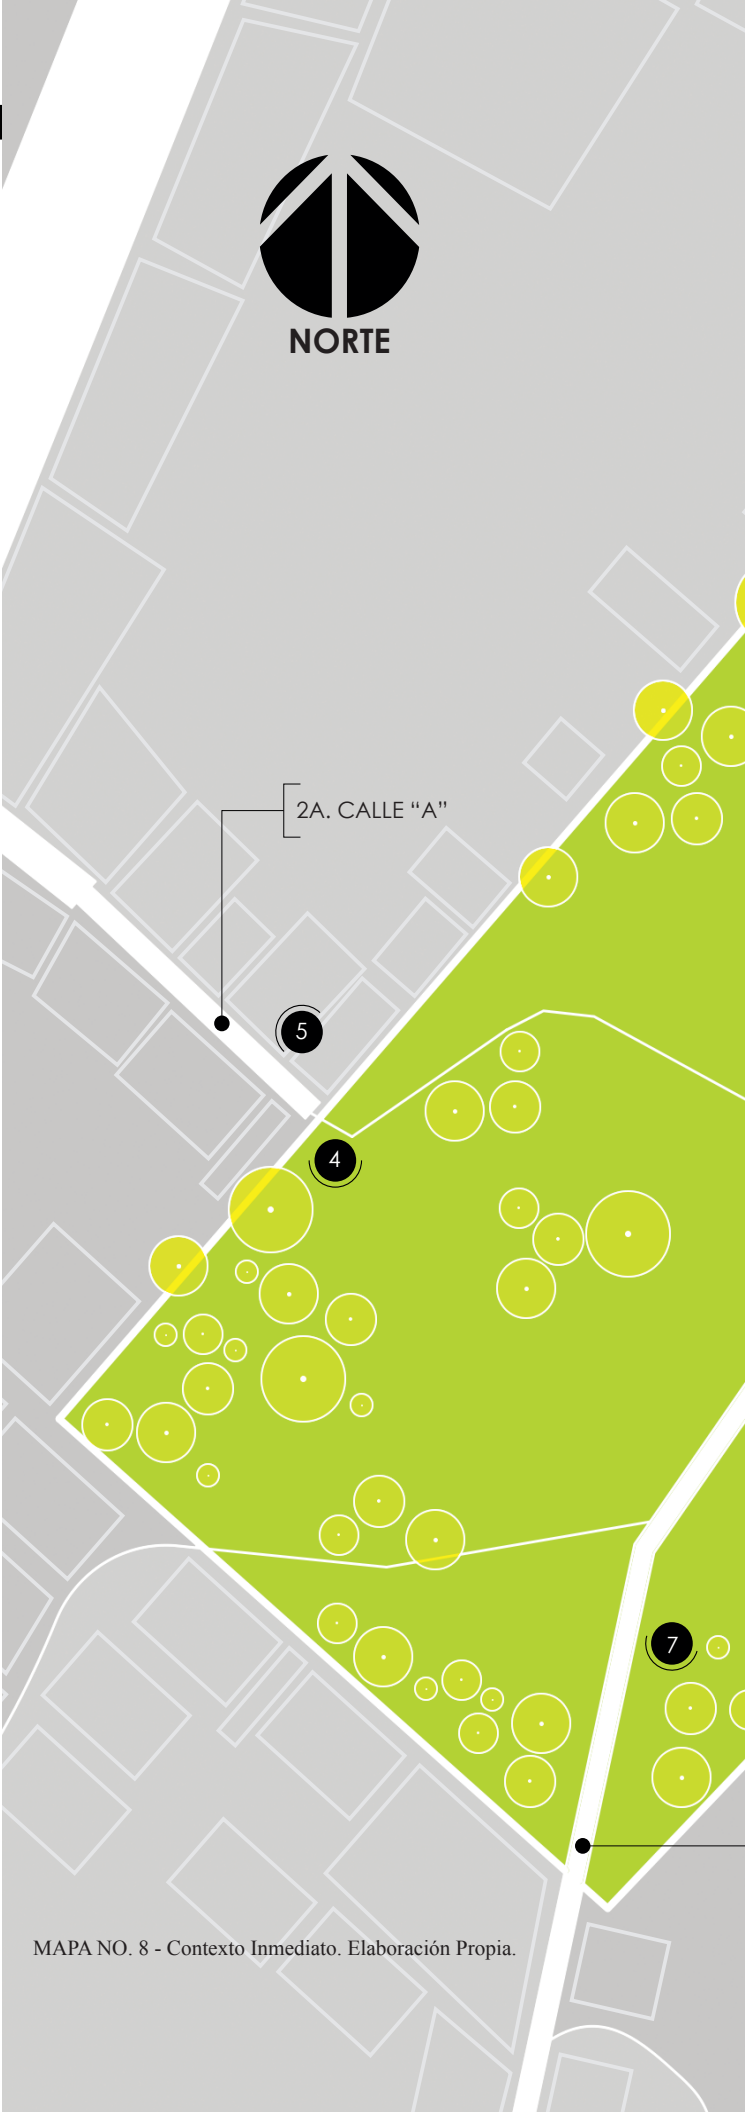 NORTE
2A. CALLE “A”
5
4
7
MAPA NO. 8 - Contexto Inmediato. Elaboración Propia.